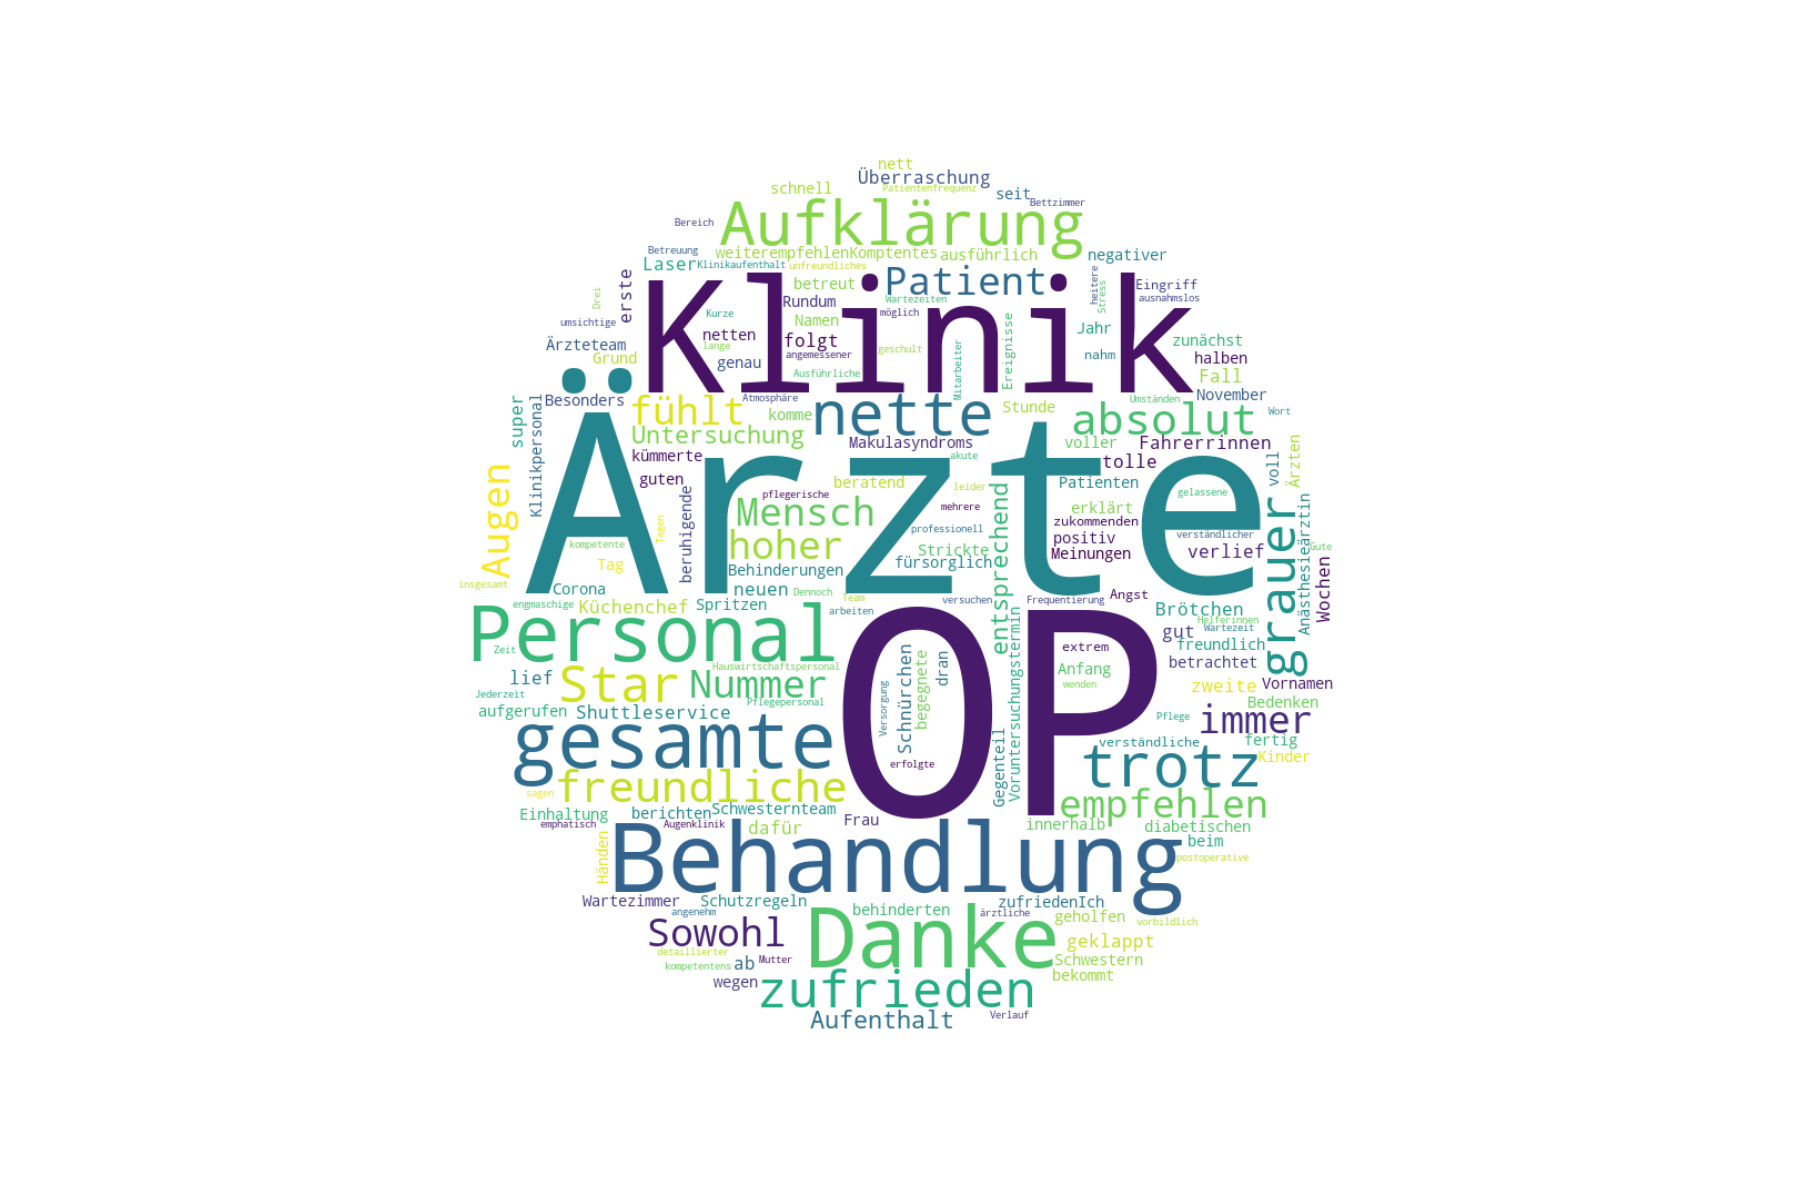 nett
Überraschung
schnell
Patientenfrequenz
seit
Bettzimmer
Bereich
Aufklärung
Betreuung
weiterempfehlenKomptentes
ausführlich
negativer
Laser
Klinikaufenthalt
unfreundliches
erste
betreut
Patient
heitere
Stress
Eingriff
ausnahmslos
Drei
Klinik
Rundum
Wartezeiten
möglich
umsichtige
Kurze
Namen
netten
folgt
Ereignisse
Jahr
zunächst
Ärzteteam
lange
angemessener
geschult
Mitarbeiter
nahm
halben
Grund
genau
Ausführliche
Fall
super
Besonders
fühlt
Atmosphäre
nette
Stunde
absolut
Umständen
November
Wort
Klinikpersonal
komme
Untersuchung
Makulasyndroms
voller
Fahrerrinnen
Ärzten
Ärzte
kümmerte
akute
tolle
voll
Augen
guten
beruhigende
beratend
leider
Patienten
gelassene
pflegerische
Mensch
mehrere
entsprechend
erklärt
grauer
Anästhesieärztin
Tagen
professionell
zukommenden
kompetente
hoher
Strickte
positiv
verständlicher
Meinungen
verlief
Gute
Tag
Behinderungen
fürsorglich
insgesamt
Corona
neuen
Dennoch
Team
versuchen
Frequentierung
Angst
Wochen
engmaschige
Küchenchef
Spritzen
arbeiten
Brötchen
Helferinnen
Personal
OP
Voruntersuchungstermin
gut
Wartezeit
Zeit
extrem
freundlich
Hauswirtschaftspersonal
Schnürchen
begegnete
dran
Anfang
betrachtet
lief
Star
Nummer
Versorgung
wenden
zweite
Vornamen
Jederzeit
Pflegepersonal
Bedenken
aufgerufen
Shuttleservice
Pflege
immer
gesamte
Gegenteil
verständliche
fertig
erfolgte
trotz
Kinder
sagen
freundliche
empfehlen
Einhaltung
berichten
Schwesternteam
Frau
emphatisch
Augenklinik
dafür
innerhalb
diabetischen
Händen
Behandlung
beim
postoperative
Wartezimmer
Schutzregeln
behinderten
zufriedenIch
angenehm
Danke
ärztliche
geholfen
vorbildlich
Sowohl
geklappt
detaillierter
kompetentens
ab
Mutter
Schwestern
wegen
zufrieden
bekommt
Aufenthalt
Verlauf